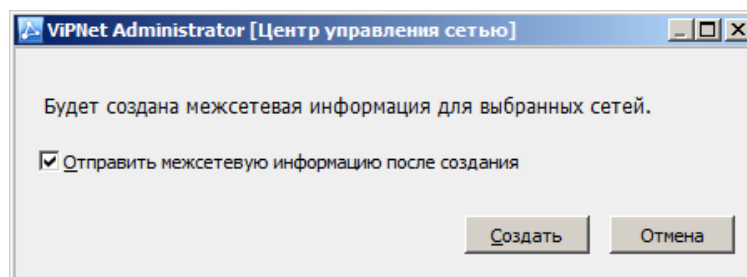 ViPNet Administrator [Центр управления сетью]
Будет создана межсетевая информация для выбранных сетей.
Отправить межсетевую информацию после создания
Создать Отмена